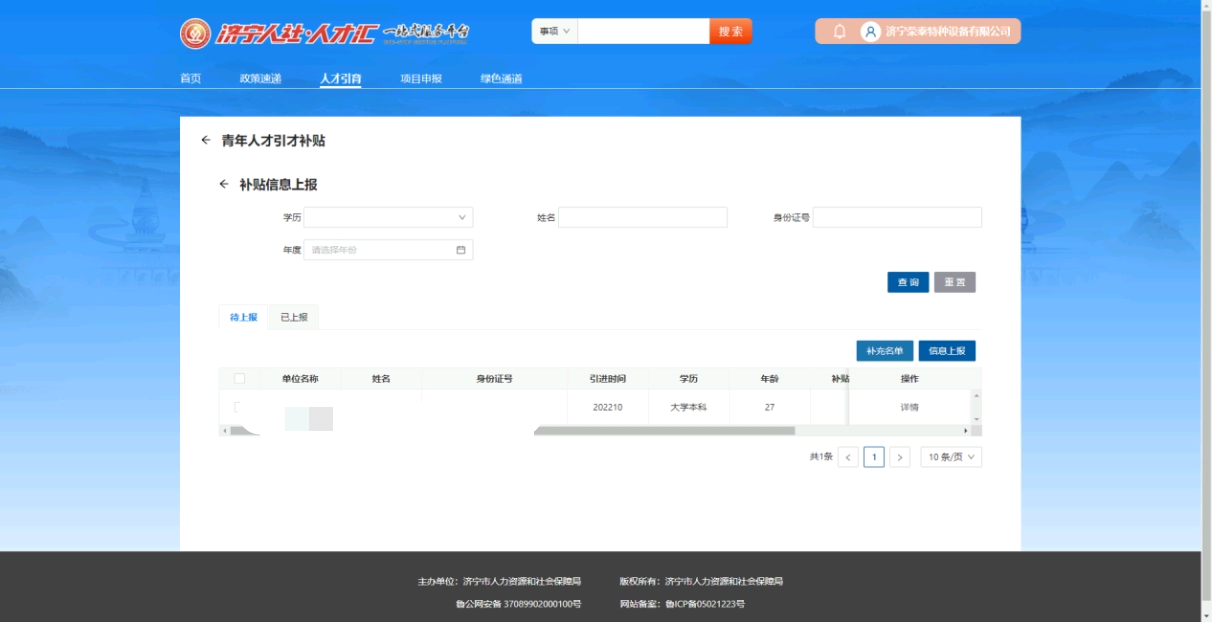 济宁人社·人才汇 一站式服务平台
事项 搜索 济宁荣泰特种设备有限公司
首页 政策速递 人才引育 项目申报 绿色通道
青年人才引才补贴
补贴信息上报
学历 姓名 身份证号
年度 请选择年份
查询 重置
待上报 已上报
补充名单 信息上报
单位名称 姓名 身份证号 引进时间 学历 年龄 补贴 操作
202210 大学本科 27 详情
共1条 < 1 > 10 条/页
主办单位：济宁市人力资源和社会保障局 版权所有：济宁市人力资源和社会保障局
鲁公网安备 37089902000100号 网站备案：鲁ICP备05021223号